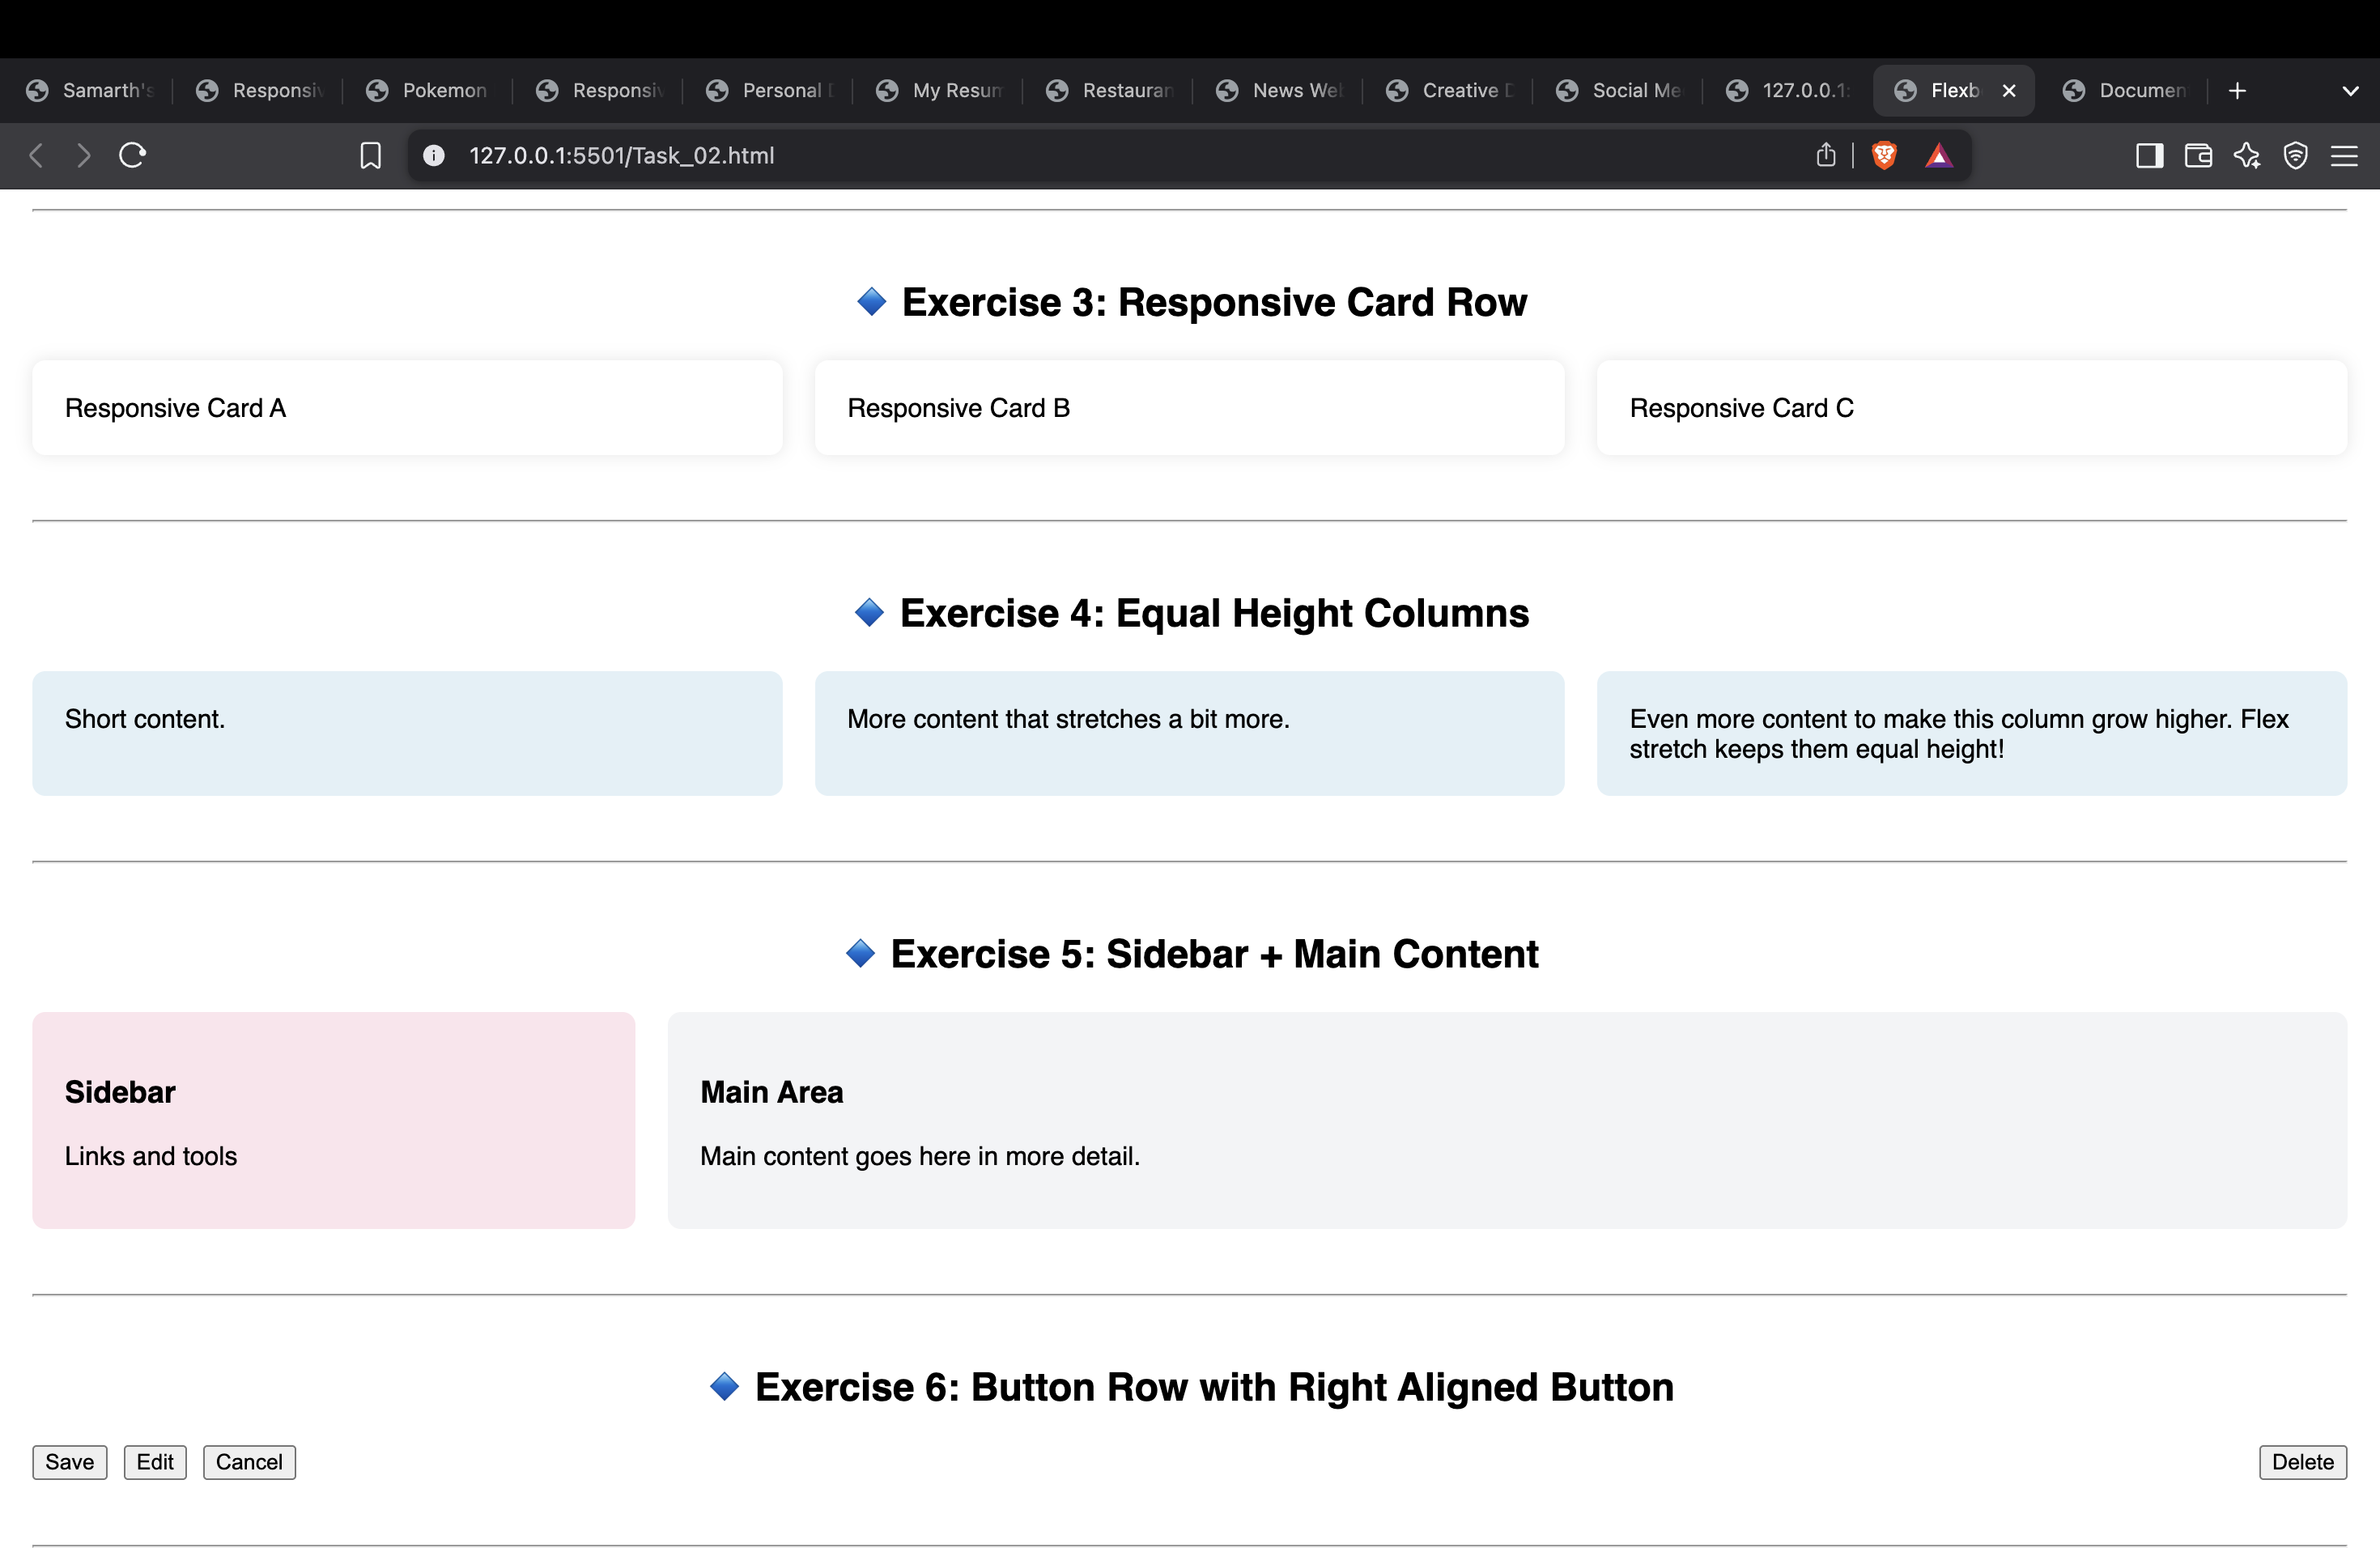 Samarth's
Responsiv
Pokemon
Responsiv
Personal D
My Resum
Restauran
News We
Creative D
Social Me
127.0.0.1:
Flexb
Documen
127.0.0.1:5501/Task_02.html
Exercise 3: Responsive Card Row
Responsive Card A
Responsive Card B
Responsive Card C
Exercise 4: Equal Height Columns
Short content.
More content that stretches a bit more.
Even more content to make this column grow higher. Flex
stretch keeps them equal height!
Exercise 5: Sidebar + Main Content
Sidebar
Links and tools
Main Area
Main content goes here in more detail.
Exercise 6: Button Row with Right Aligned Button
Save
Edit
Cancel
Delete